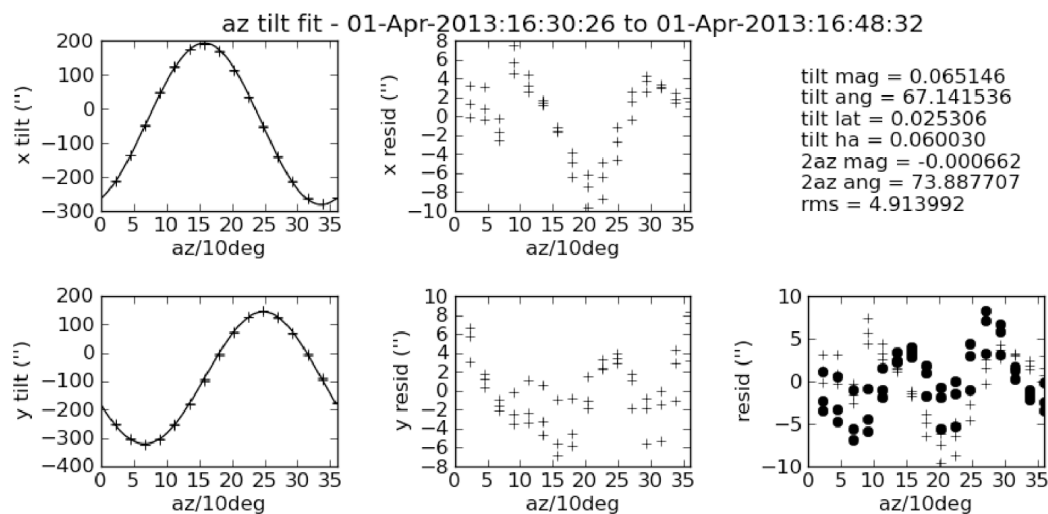 az tilt fit - 01-Apr-2013:16:30:26 to 01-Apr-2013:16:48:32
200
100
0
−100
−200
−300
x tilt ('')
0 5 10 15 20 25 30 35
az/10deg
8
6
4
2
0
−2
−4
−6
−8
−10
x resid ('')
0 5 10 15 20 25 30 35
az/10deg
tilt mag = 0.065146
tilt ang = 67.141536
tilt lat = 0.025306
tilt ha = 0.060030
2az mag = -0.000662
2az ang = 73.887707
rms = 4.913992
200
100
0
−100
−200
−300
−400
y tilt ('')
0 5 10 15 20 25 30 35
az/10deg
10
8
6
4
2
0
−2
−4
−6
−8
y resid ('')
0 5 10 15 20 25 30 35
az/10deg
10
5
0
−5
−10
resid ('')
0 5 10 15 20 25 30 35
az/10deg